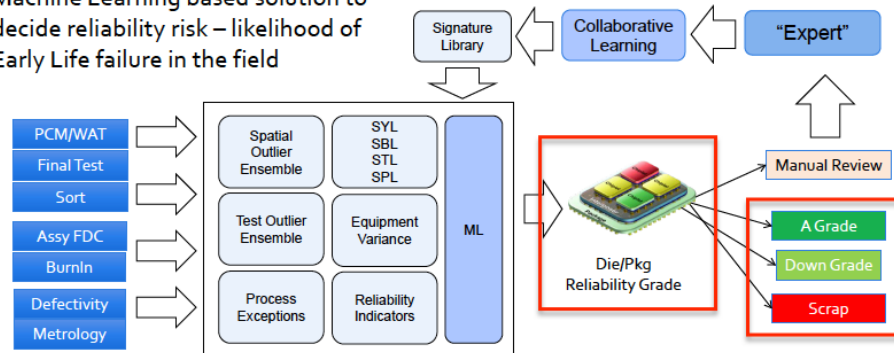 Machine Learning based solution to
decide reliability risk – likelihood of
Early Life failure in the field
Signature
Library
Collaborative
Learning
“Expert”
PCM/WAT
Final Test
Sort
Assy FDC
BurnIn
Defectivity
Metrology
Spatial
Outlier
Ensemble
SYL
SBL
STL
SPL
Test Outlier
Ensemble
Equipment
Variance
Process
Exceptions
Reliability
Indicators
ML
Die/Pkg
Reliability Grade
Manual Review
A Grade
Down Grade
Scrap